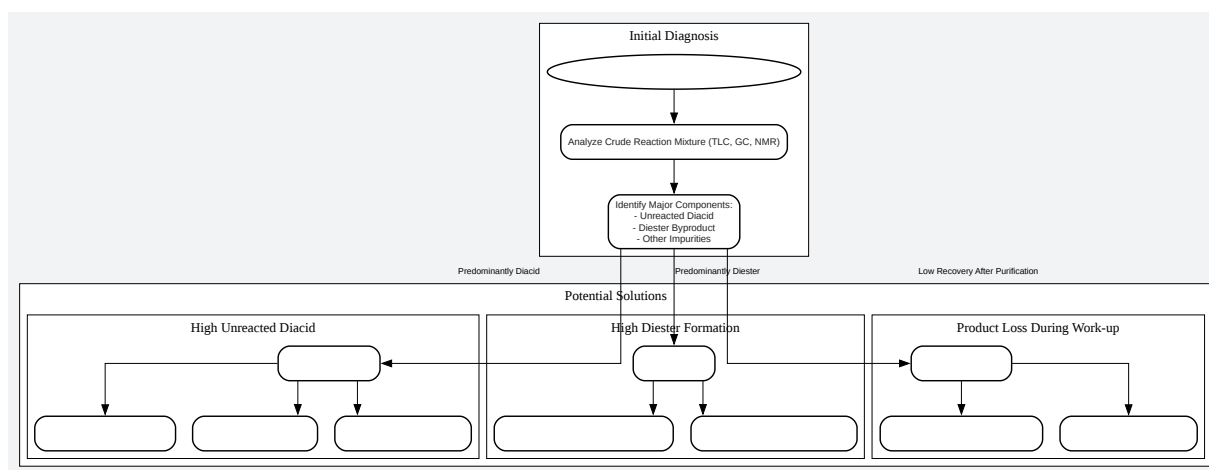 Initial Diagnosis
Analyze Crude Reaction Mixture (TLC, GC, NMR)
Identify Major Components:
- Unreacted Diacid
- Diester Byproduct
- Other Impurities
Predominantly Diacid
Predominantly Diester
Low Recovery After Purification
Potential Solutions
High Unreacted Diacid
High Diester Formation
Product Loss During Work-up